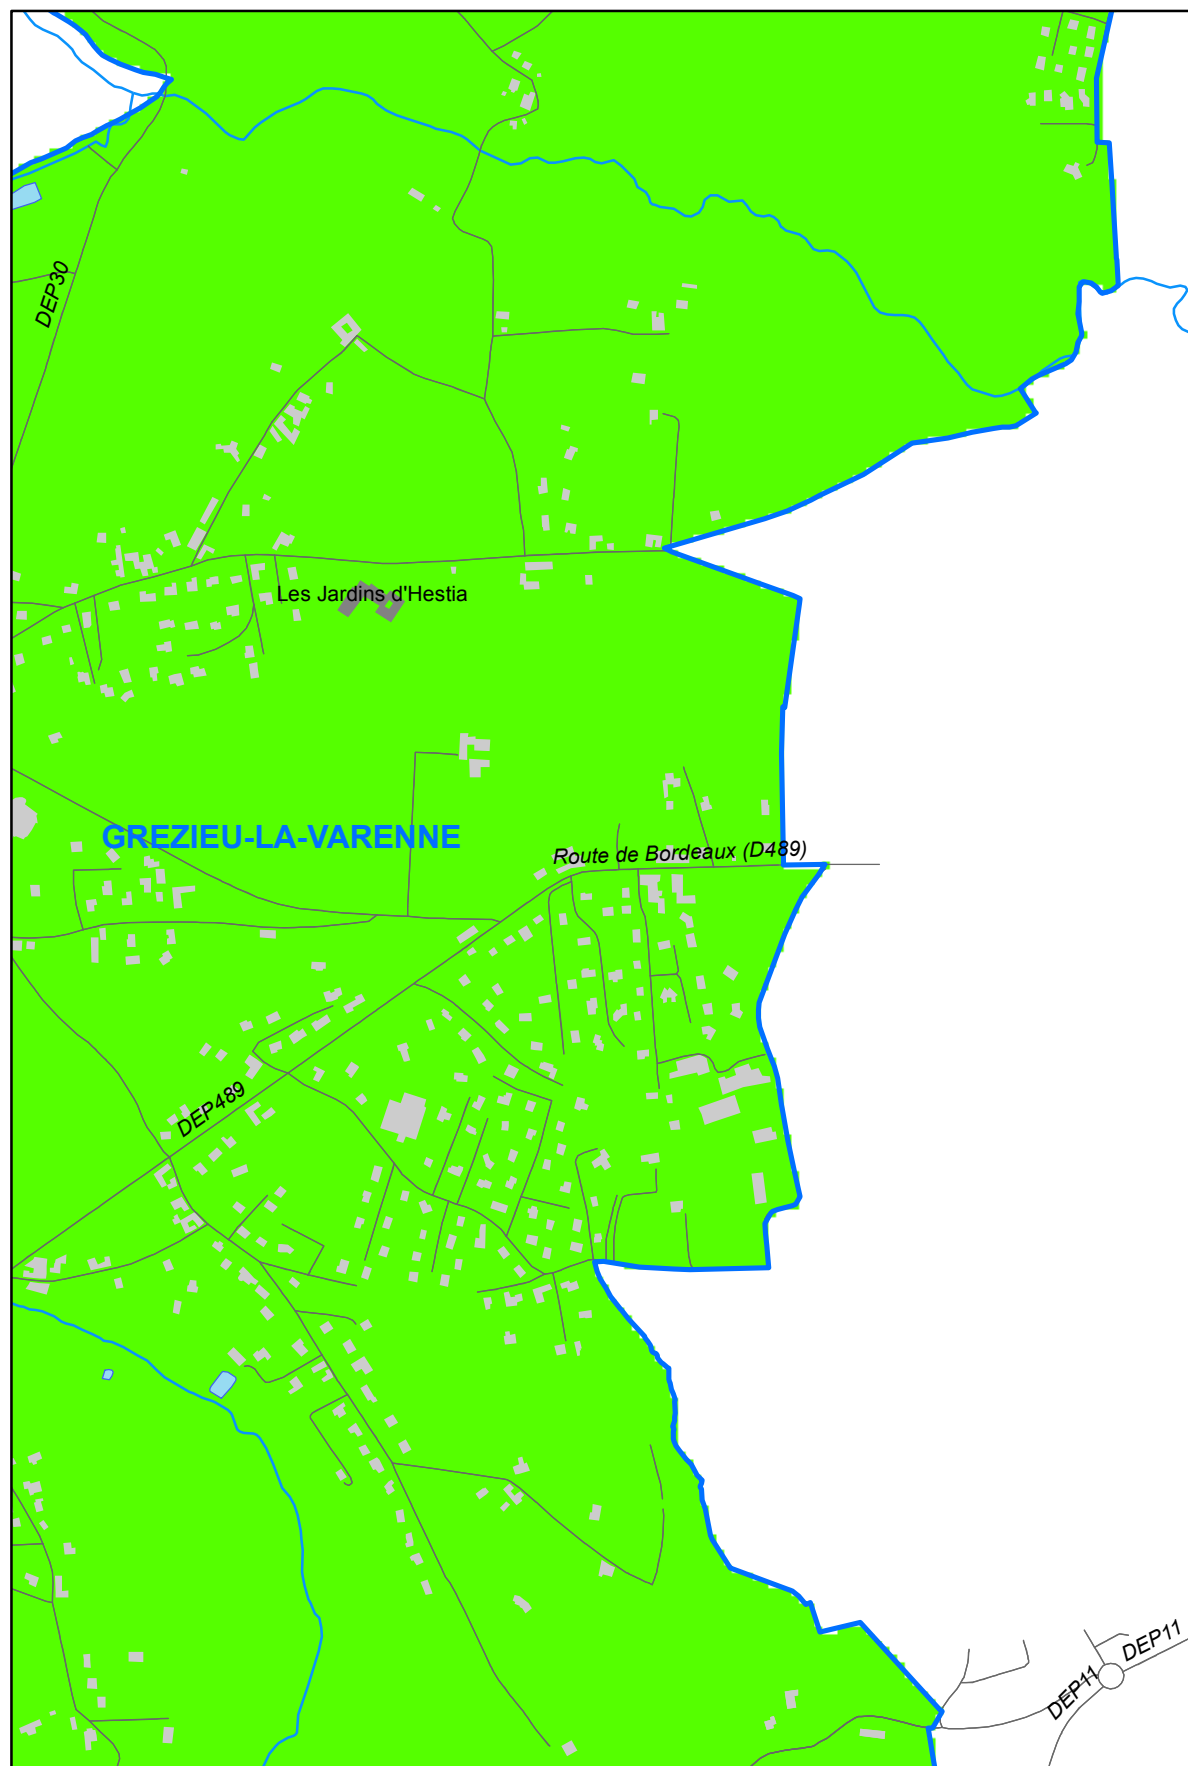 DEP30
Les Jardins d'Hestia
GREZIEU-LA-VARENNE
Route de Bordeaux (D489)
DEP489
DEP11
DEP11